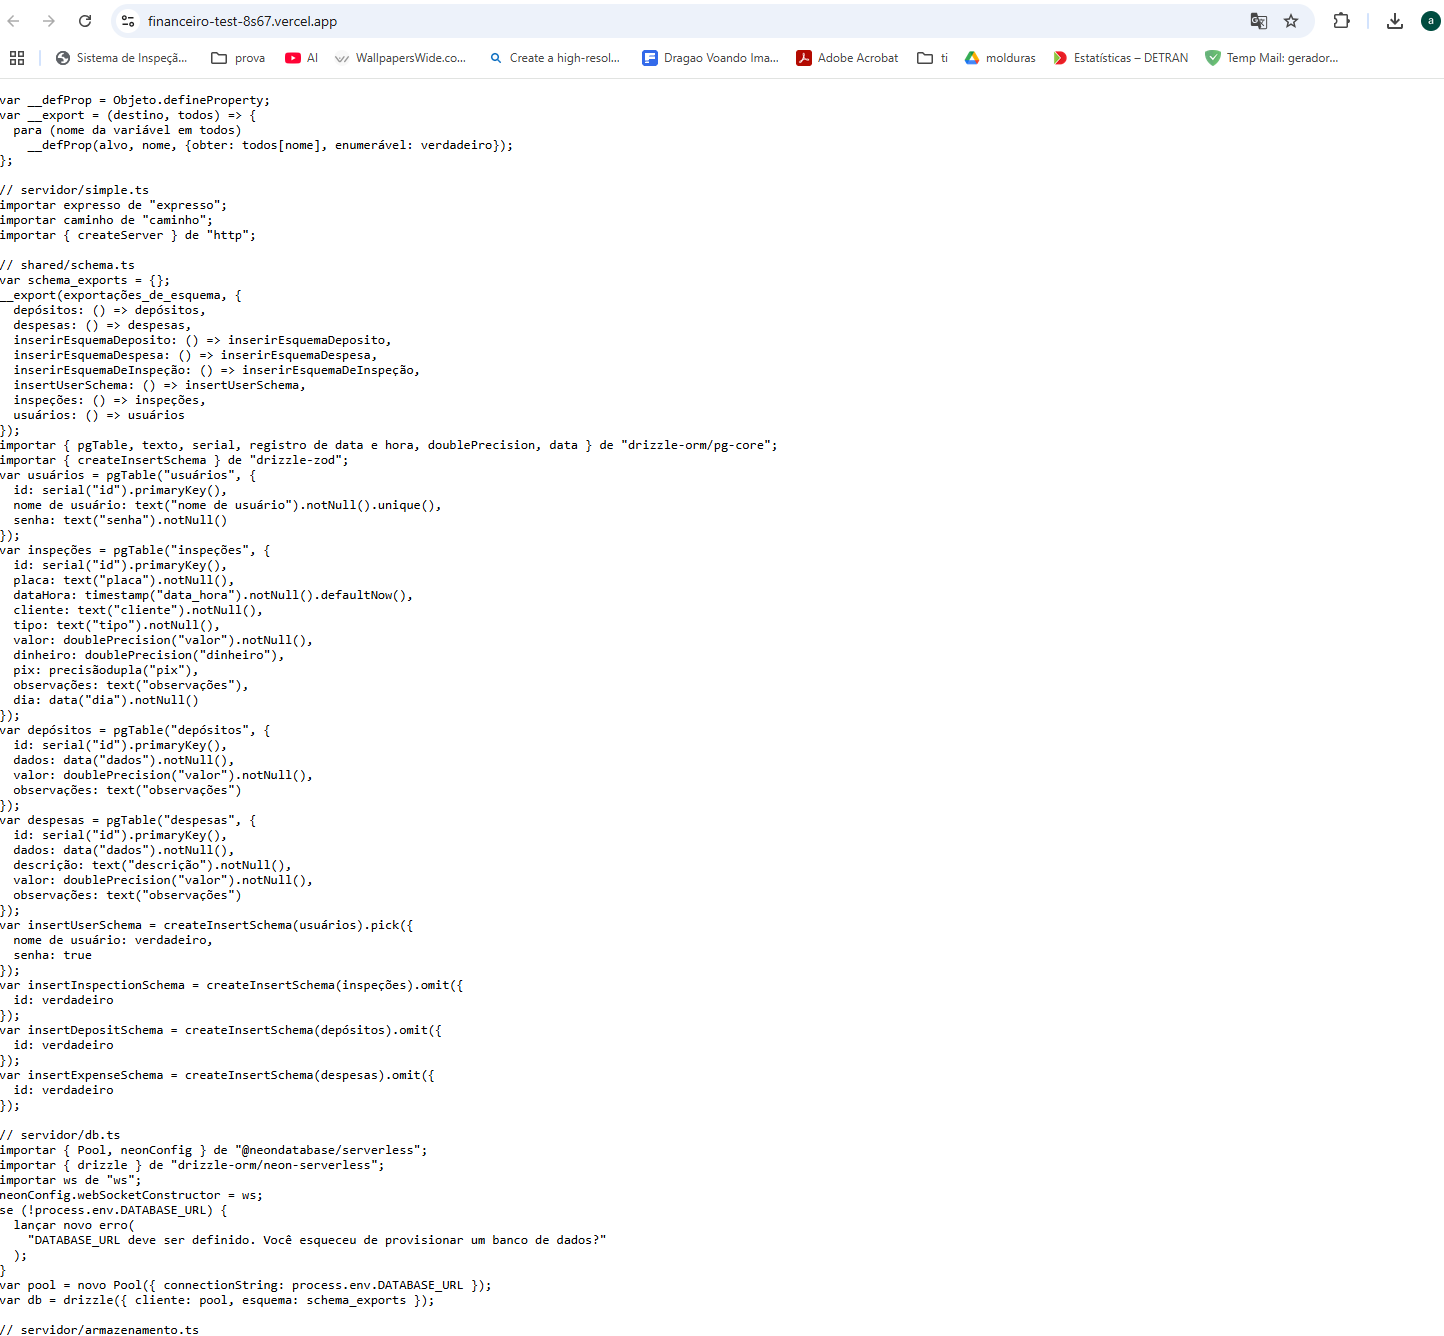 financeiro-test-8s67.vercel.app
a
Sistema de Inspeçã... prova AI WallpapersWide.co... Create a high-resol... Dragao Voando Ima... Adobe Acrobat ti molduras Estatísticas – DETRAN Temp Mail: gerador...
var __defProp = Objeto.defineProperty;
var __export = (destino, todos) => {
  para (nome da variável em todos)
    __defProp(alvo, nome, {obter: todos[nome], enumerável: verdadeiro});
};
// servidor/simple.ts
importar expresso de "expresso";
importar caminho de "caminho";
importar { createServer } de "http";
// shared/schema.ts
var schema_exports = {};
__export(exportações_de_esquema, {
  depósitos: () => depósitos,
  despesas: () => despesas,
  inserirEsquemaDeposito: () => inserirEsquemaDeposito,
  inserirEsquemaDespesa: () => inserirEsquemaDespesa,
  inserirEsquemaDeInspeção: () => inserirEsquemaDeInspeção,
  insertUserSchema: () => insertUserSchema,
  inspeções: () => inspeções,
  usuários: () => usuários
});
importar { pgTable, texto, serial, registro de data e hora, doublePrecision, data } de "drizzle-orm/pg-core";
importar { createInsertSchema } de "drizzle-zod";
var usuários = pgTable("usuários", {
  id: serial("id").primaryKey(),
  nome de usuário: text("nome de usuário").notNull().unique(),
  senha: text("senha").notNull()
});
var inspeções = pgTable("inspeções", {
  id: serial("id").primaryKey(),
  placa: text("placa").notNull(),
  dataHora: timestamp("data_hora").notNull().defaultNow(),
  cliente: text("cliente").notNull(),
  tipo: text("tipo").notNull(),
  valor: doublePrecision("valor").notNull(),
  dinheiro: doublePrecision("dinheiro"),
  pix: precisãodupla("pix"),
  observações: text("observações"),
  dia: data("dia").notNull()
});
var depósitos = pgTable("depósitos", {
  id: serial("id").primaryKey(),
  dados: data("dados").notNull(),
  valor: doublePrecision("valor").notNull(),
  observações: text("observações")
});
var despesas = pgTable("despesas", {
  id: serial("id").primaryKey(),
  dados: data("dados").notNull(),
  descrição: text("descrição").notNull(),
  valor: doublePrecision("valor").notNull(),
  observações: text("observações")
});
var insertUserSchema = createInsertSchema(usuários).pick({
  nome de usuário: verdadeiro,
  senha: true
});
var insertInspectionSchema = createInsertSchema(inspeções).omit({
  id: verdadeiro
});
var insertDepositSchema = createInsertSchema(depósitos).omit({
  id: verdadeiro
});
var insertExpenseSchema = createInsertSchema(despesas).omit({
  id: verdadeiro
});
// servidor/db.ts
importar { Pool, neonConfig } de "@neondatabase/serverless";
importar { drizzle } de "drizzle-orm/neon-serverless";
importar ws de "ws";
neonConfig.webSocketConstructor = ws;
se (!process.env.DATABASE_URL) {
  lançar novo erro(
    "DATABASE_URL deve ser definido. Você esqueceu de provisionar um banco de dados?"
  );
}
var pool = novo Pool({ connectionString: process.env.DATABASE_URL });
var db = drizzle({ cliente: pool, esquema: schema_exports });
// servidor/armazenamento.ts